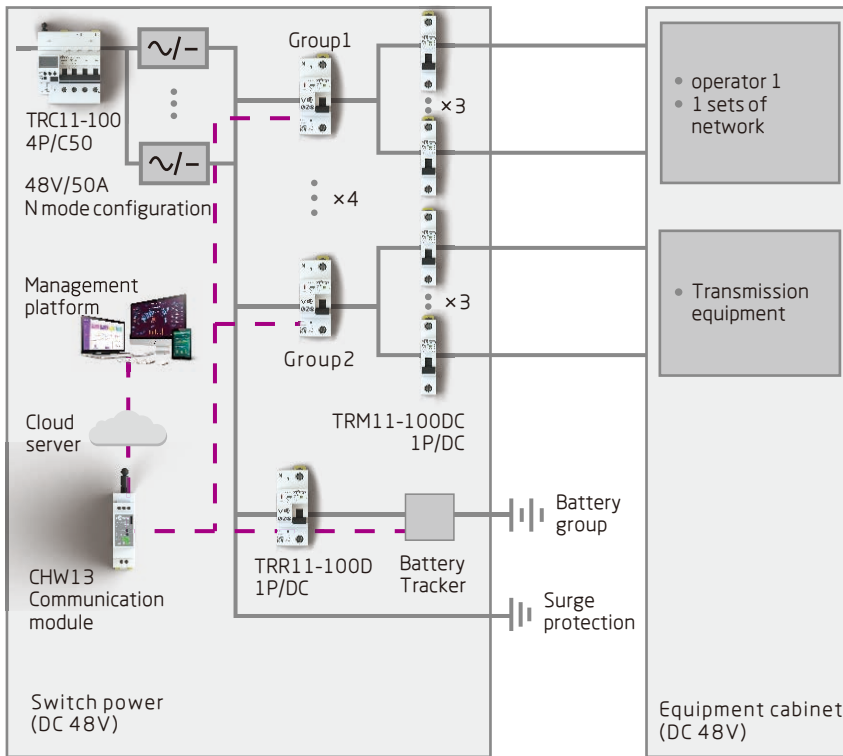 Group1
TRC11-100
4P/C50
×3
operator 1
1 sets of
network
48V/50A
N mode configuration
×4
Management
platform
×3
Transmission
equipment
Group2
Cloud
server
TRM11-100DC
1P/DC
Battery
group
TRR11-100D
1P/DC
Battery
Tracker
CHW13
Communication
module
Surge
protection
Switch power
(DC 48V)
Equipment cabinet
(DC 48V)